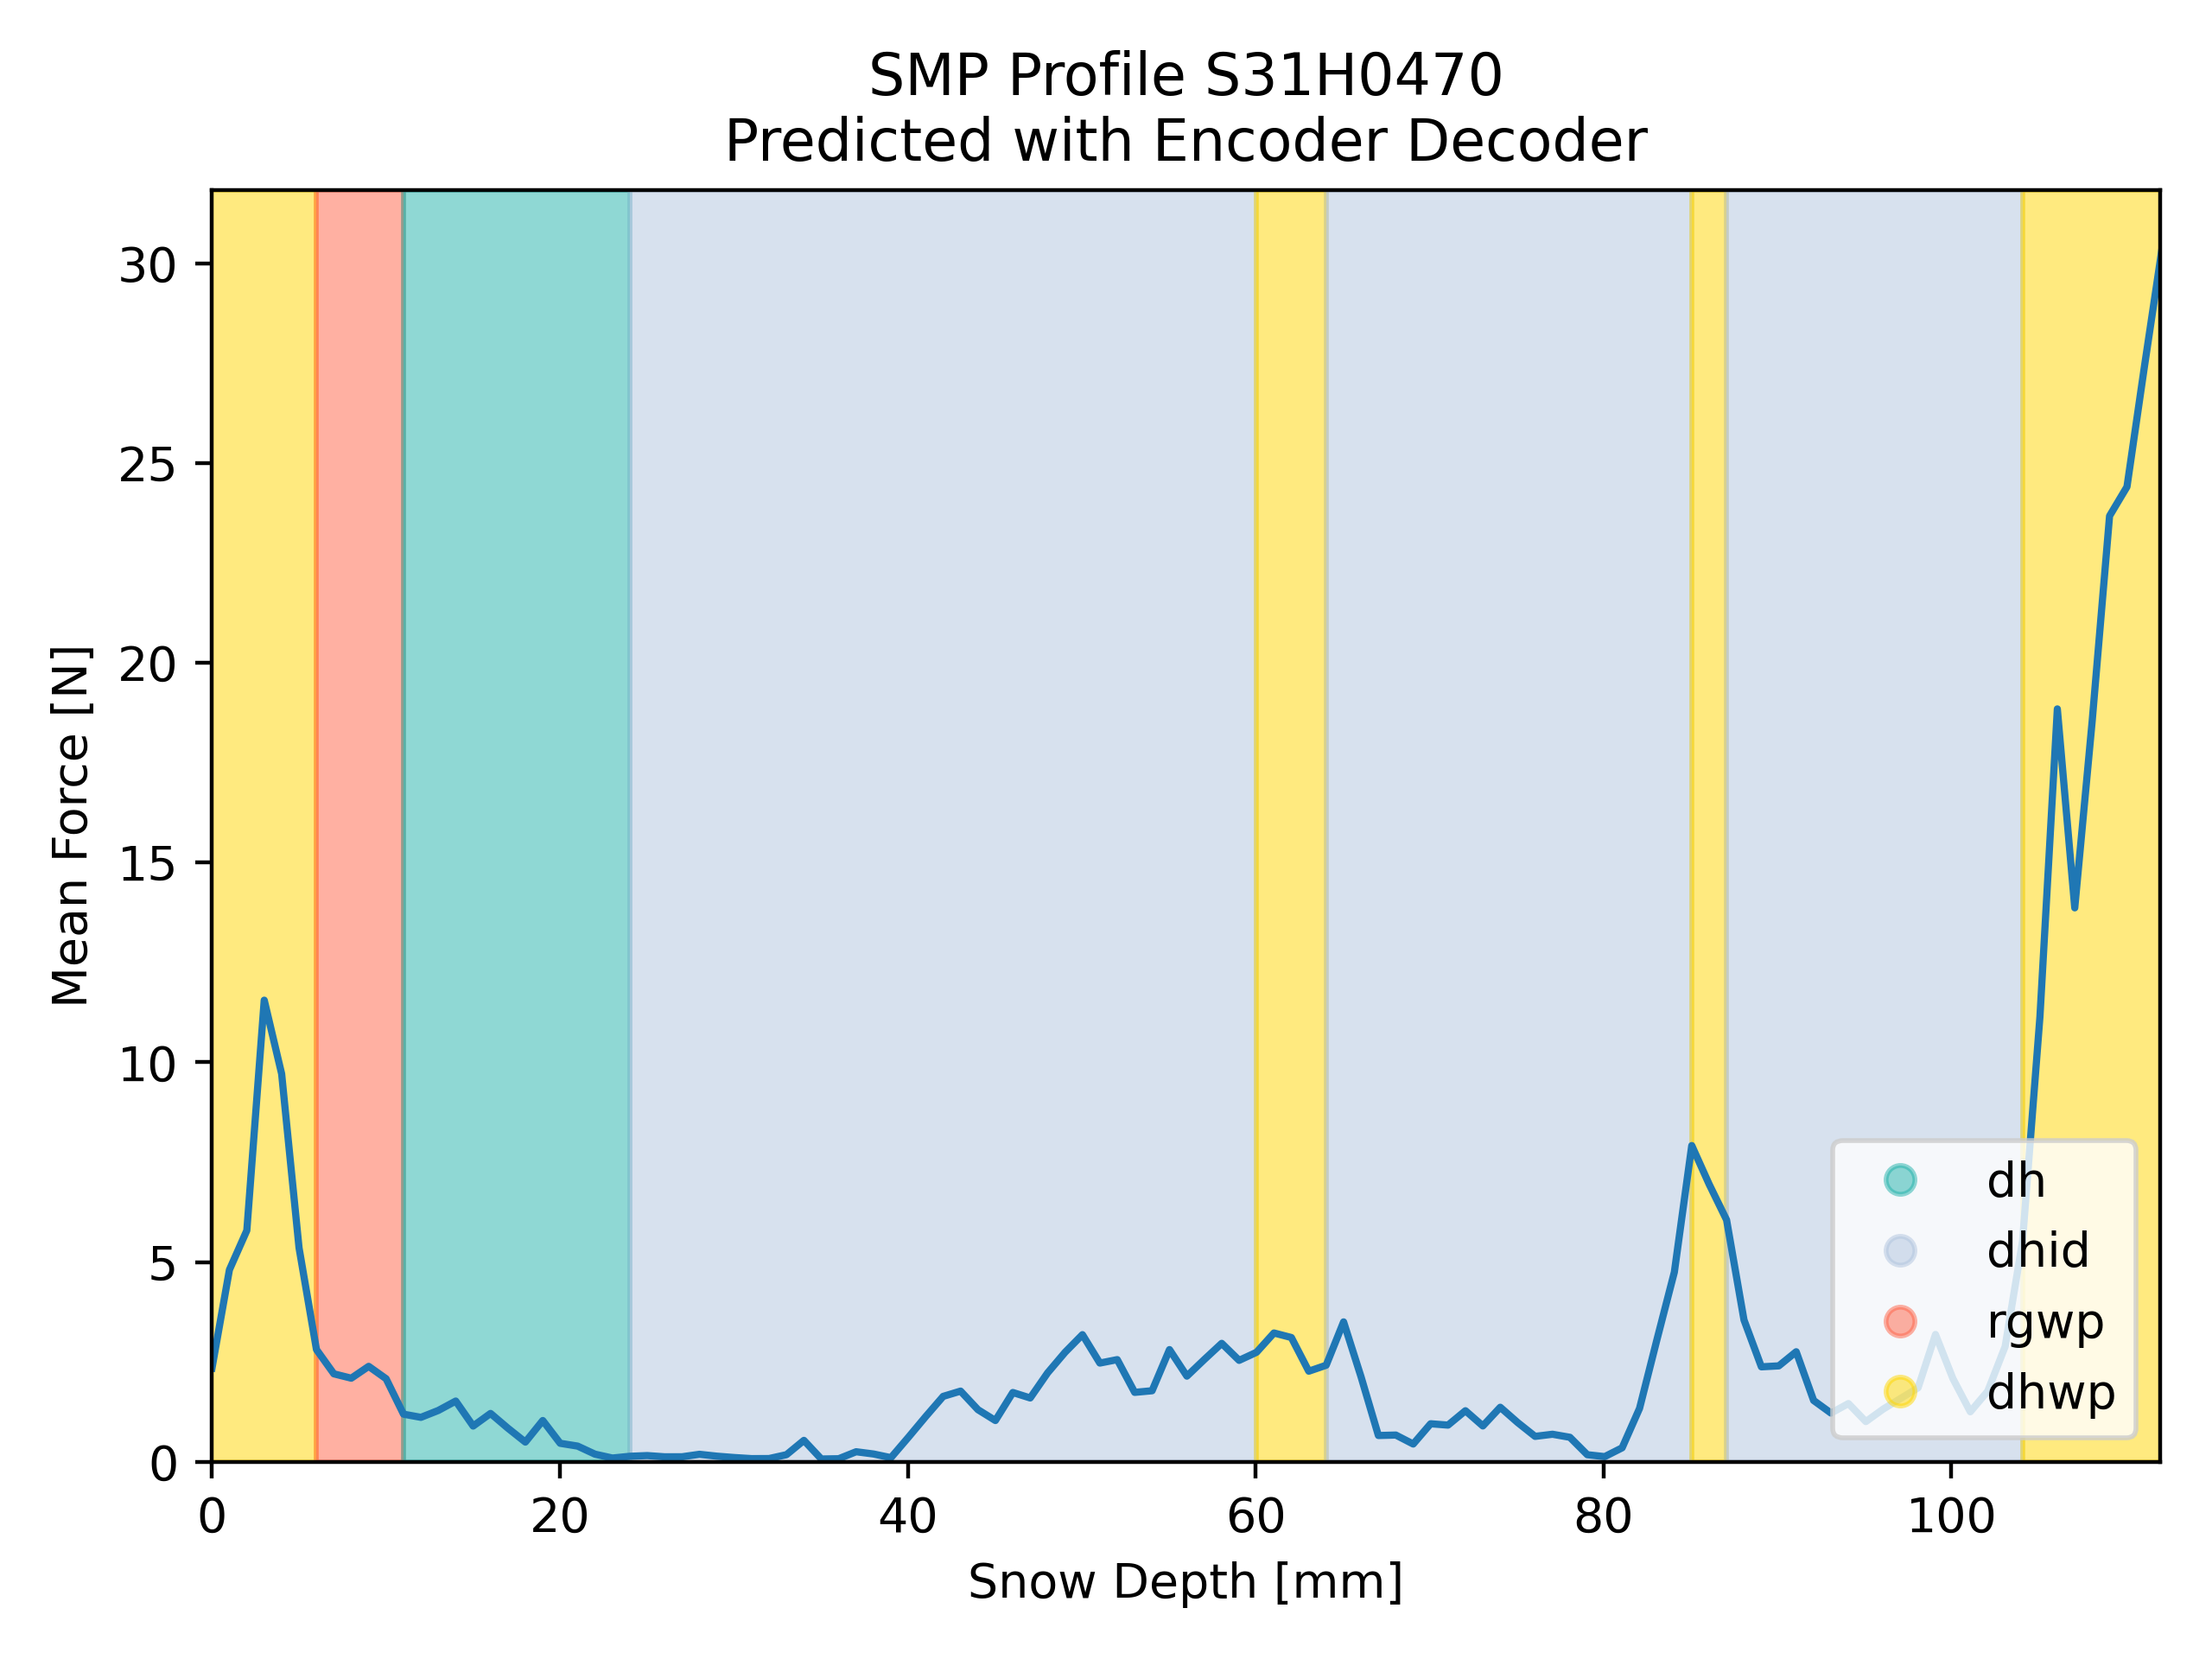 SMP Profile S31H0470
Predicted with Encoder Decoder
Mean Force [N]
30
25
20
15
10
5
0
0 20 40 60 80 100
Snow Depth [mm]
dh
dhid
rgwp
dhwp